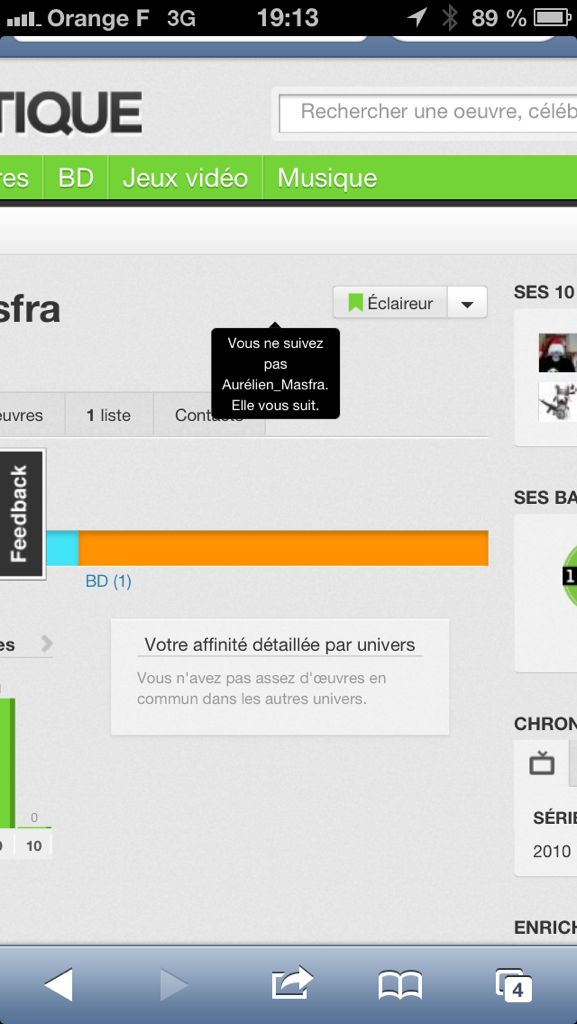 Orange F 3G 19:13 89 %
TIQUE
Rechercher une oeuvre, céléb
res BD Jeux vidéo Musique
sfra
Éclaireur
Vous ne suivez
pas
Aurélien_Masfra.
Elle vous suit.
euvres 1 liste
Feedback
BD (1)
es
Votre affinité détaillée par univers
Vous n'avez pas assez d'œuvres en
commun dans les autres univers.
0
10
SES 10
SES BA
1
CHRON
SÉRIE
2010
ENRICH
4